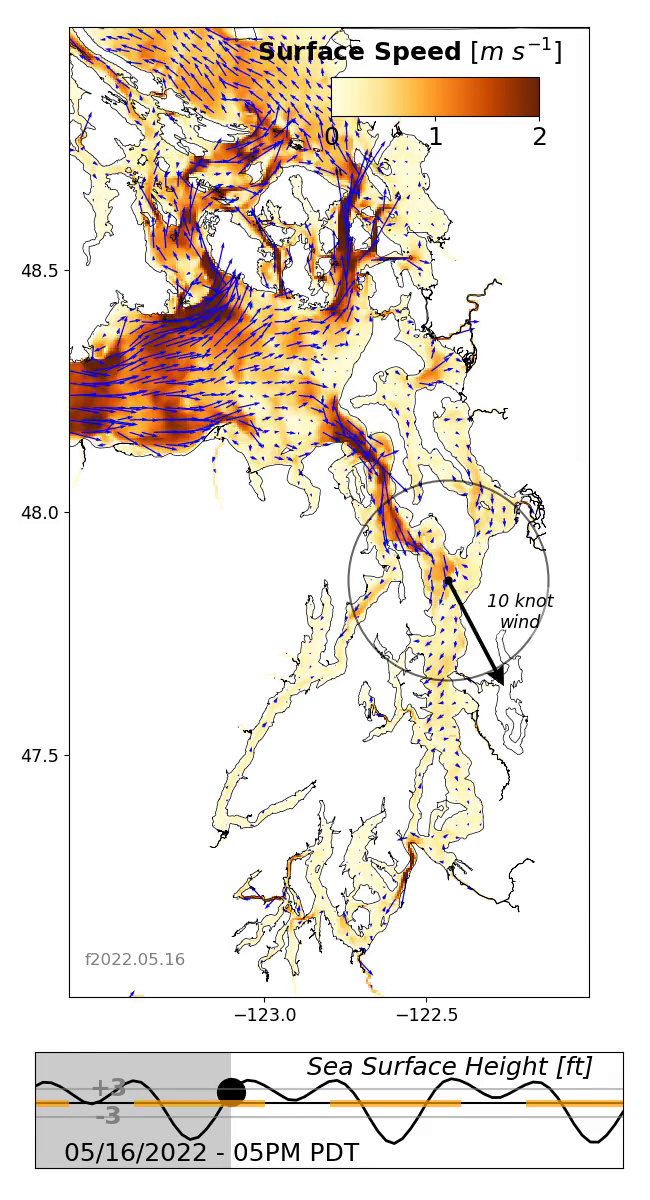 Surface Speed [m s⁻¹]
0 1 2
48.5
48.0
10 knot
wind
47.5
f2022.05.16
−123.0 −122.5
Sea Surface Height [ft]
+3
-3
05/16/2022 - 05PM PDT